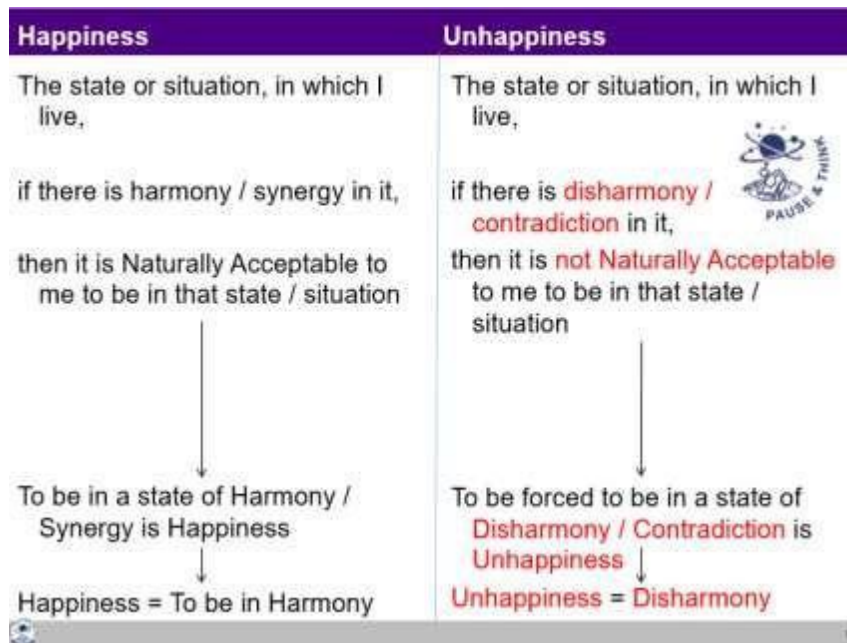 Happiness
The state or situation, in which I
live,
if there is harmony / synergy in it,
then it is Naturally Acceptable to
me to be in that state / situation
To be in a state of Harmony /
Synergy is Happiness
Happiness = To be in Harmony
Unhappiness
The state or situation, in which I
live,
if there is disharmony /
contradiction in it,
then it is not Naturally Acceptable
to me to be in that state /
situation
To be forced to be in a state of
Disharmony / Contradiction is
Unhappiness
Unhappiness = Disharmony
PAUSE & THINK